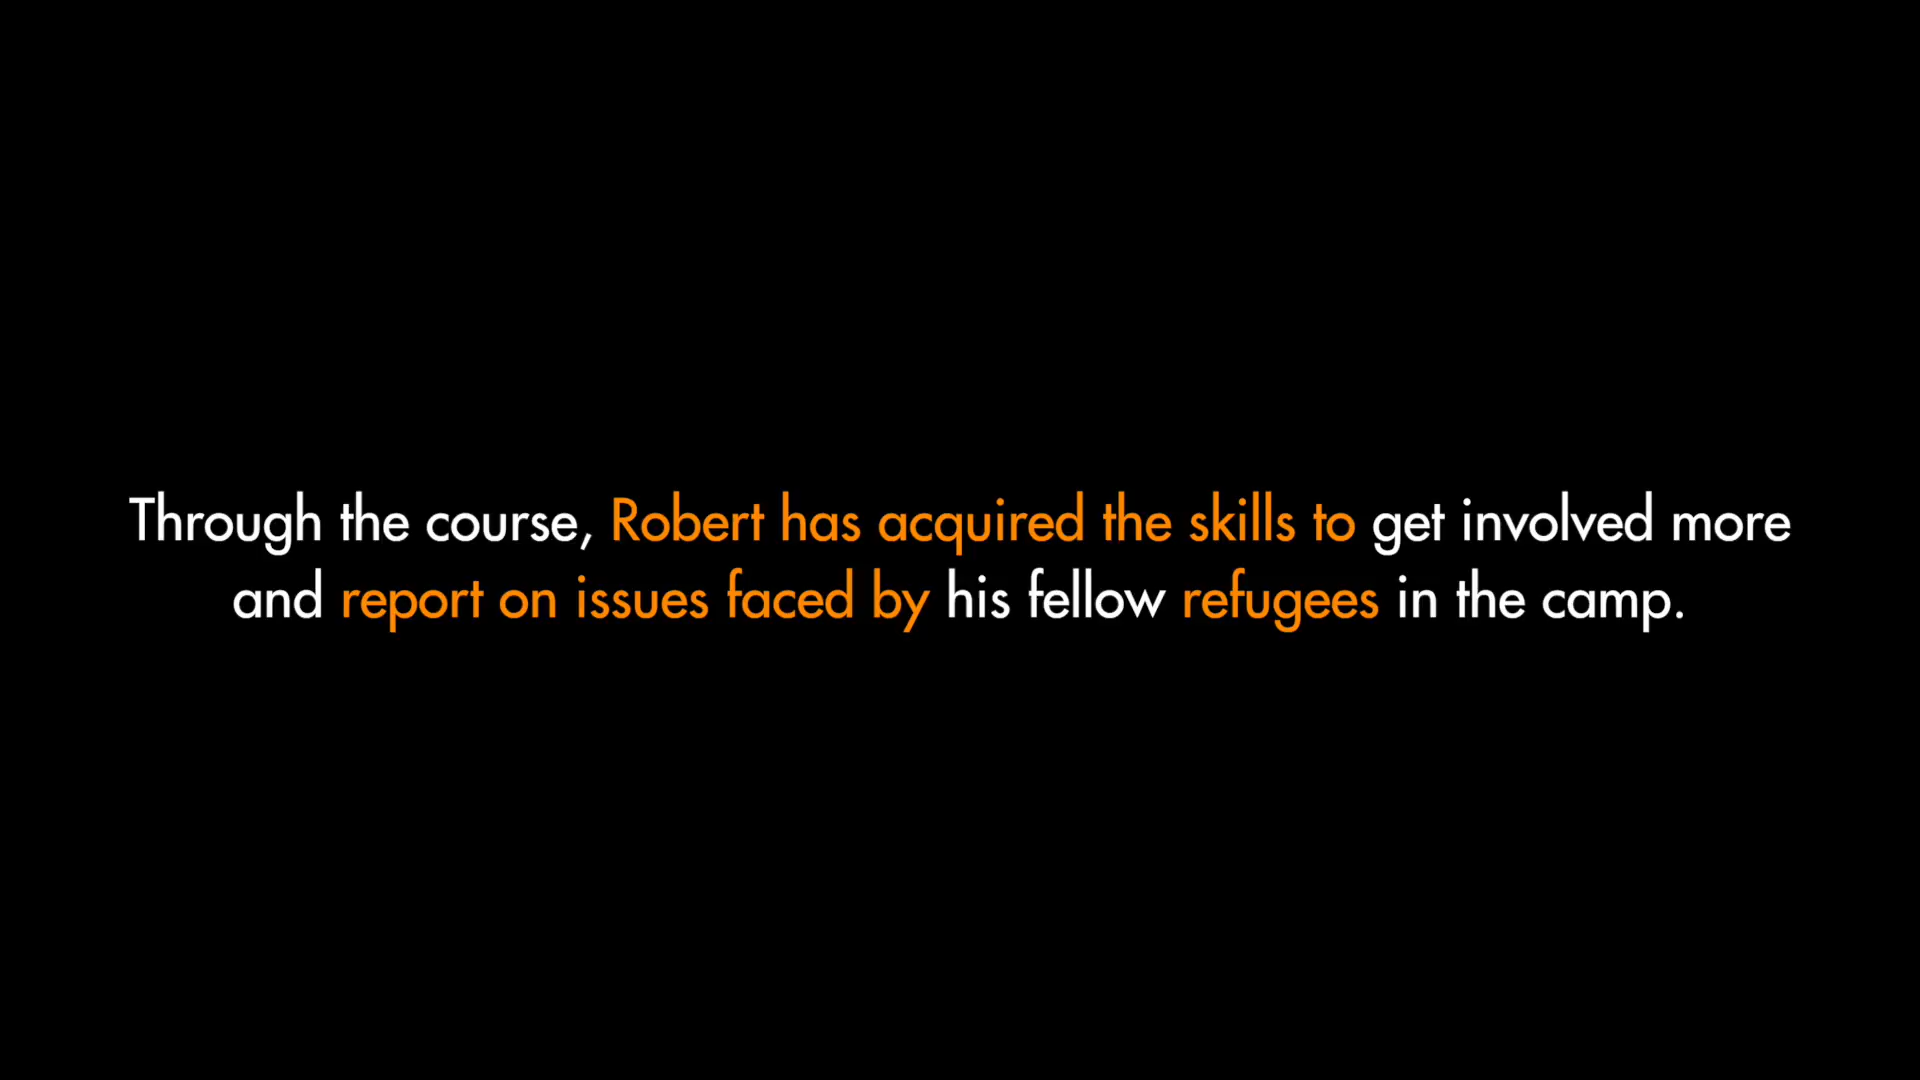 Through the course, Robert has acquired the skills to get involved more
and report on issues faced by his fellow refugees in the camp.